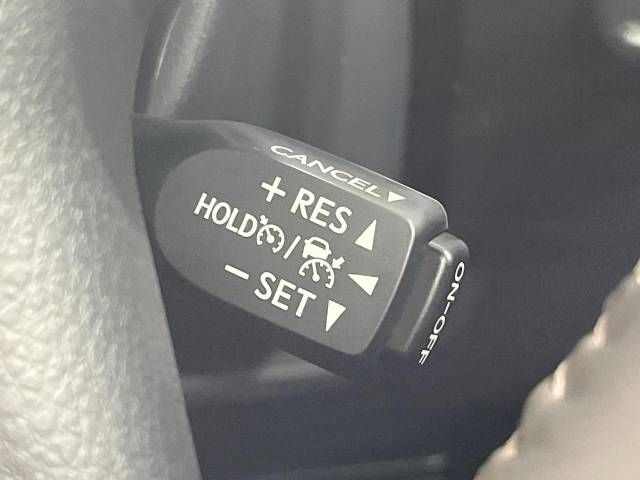 CANCEL
+ RES
HOLD /
- SET
ON-OFF